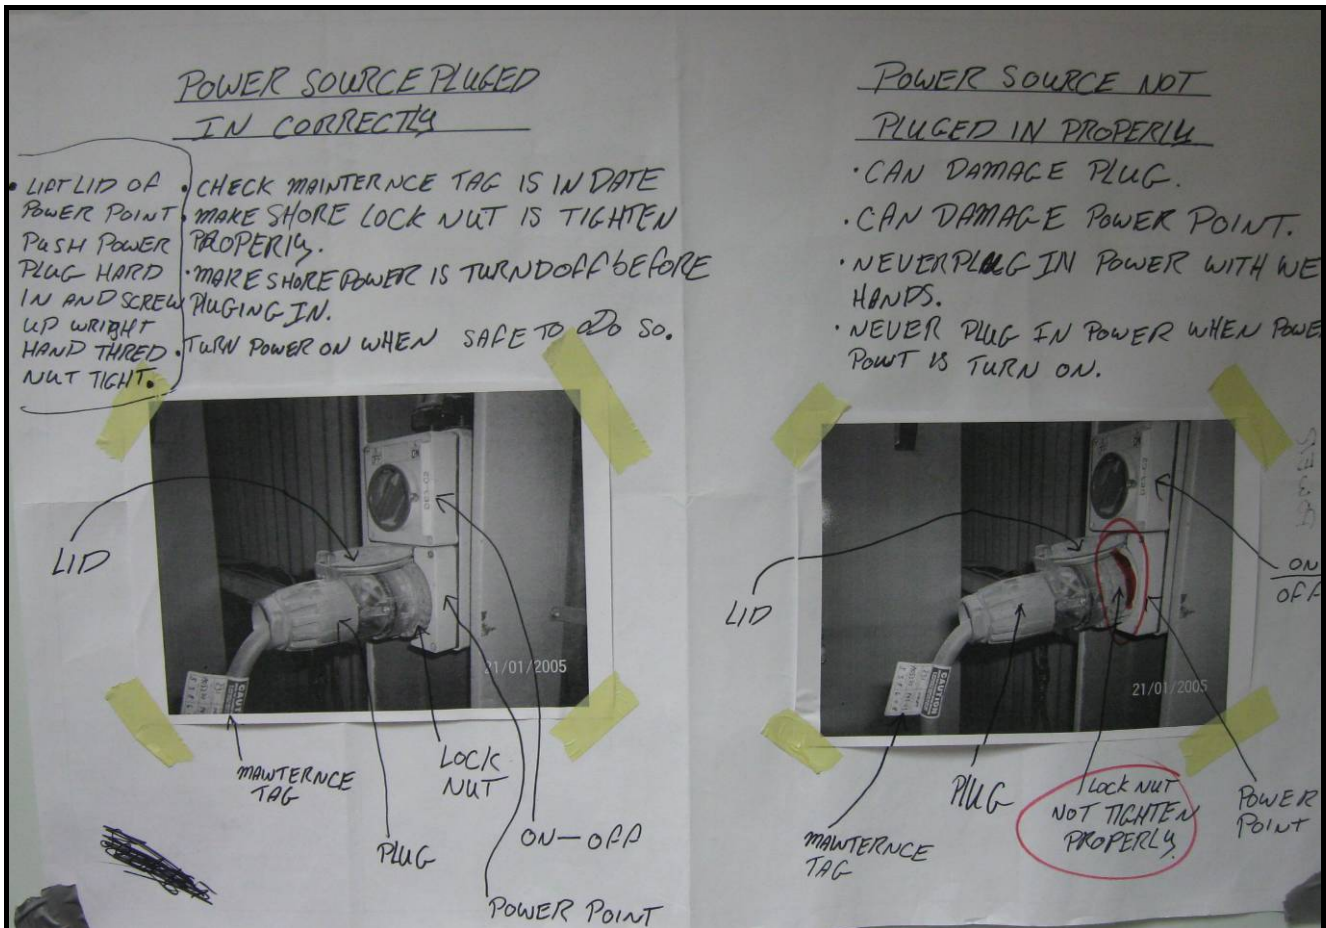 POWER SOURCE PLUGED
IN CORRECTLY
• LIFT LID OF
POWER POINT
PUSH POWER
PLUG HARD
IN AND SCREW
UP WRIGHT
HAND THRED
NUT TIGHT.
• CHECK MAINTERNCE TAG IS IN DATE
• MAKE SHORE LOCK NUT IS TIGHTEN
PROPERLY.
• MAKE SHORE POWER IS TURND OFF bEFORE
PLUGING IN.
• TURN POWER ON WHEN SAFE TO DO SO.
LID
21/01/2005
CAUT
MAINTERNCE
TAG
PLUG
LOCK
NUT
ON—OFF
POWER POINT
POWER SOURCE NOT
PLUGED IN PROPERLY
• CAN DAMAGE PLUG.
• CAN DAMAGE POWER POINT.
• NEVER PLUG IN POWER WITH WE
HANDS.
• NEVER PLUG IN POWER WHEN POWE
POINT IS TURN ON.
LID
ON
OFF
21/01/2005
CAUTION
MAINTERNCE
TAG
PLUG
LOCK NUT
NOT TIGHTEN
PROPERLY
POWER
POINT